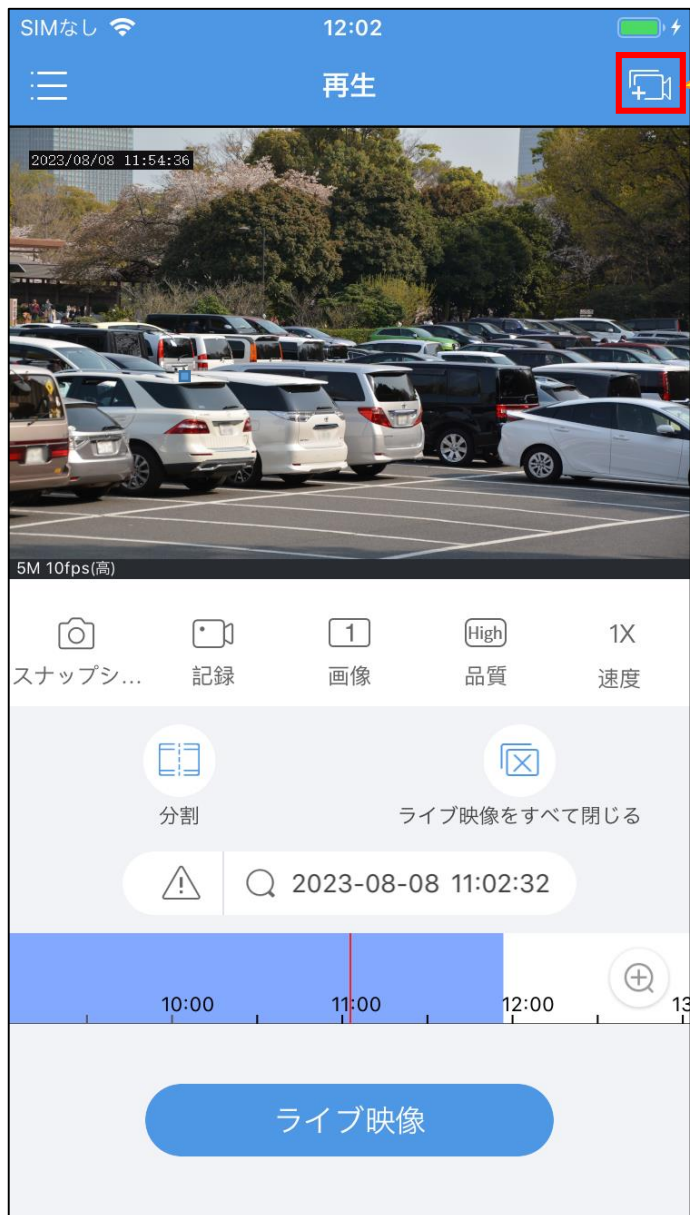 SIMなし 12:02
再生
2023/08/08 11:54:36
5M 10fps(高)
1 High 1X
スナップシ... 記録 画像 品質 速度
分割 ライブ映像をすべて閉じる
2023-08-08 11:02:32
10:00 11:00 12:00 13
ライブ映像